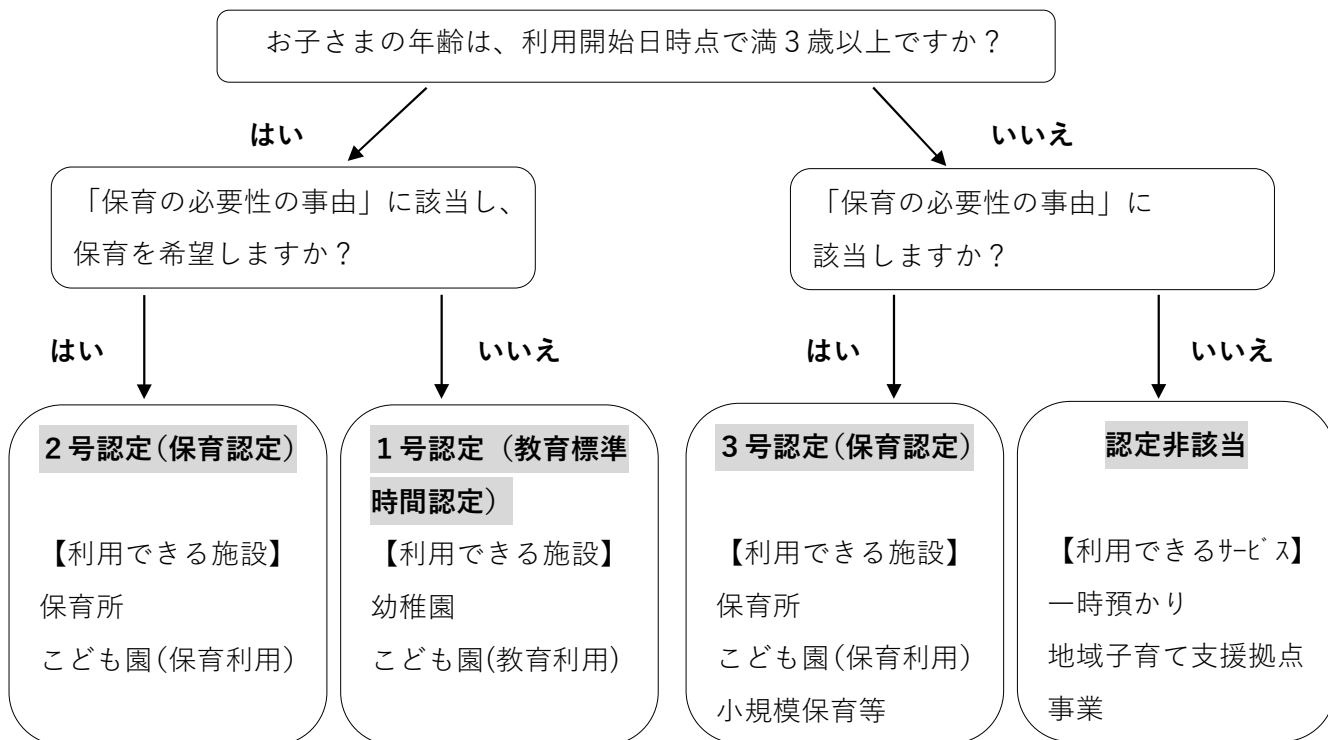 お子さまの年齢は、利用開始日時点で満３歳以上ですか？
はい
いいえ
「保育の必要性の事由」に該当し、
保育を希望しますか？
「保育の必要性の事由」に
該当しますか？
はい
いいえ
はい
いいえ
２号認定(保育認定)
【利用できる施設】
保育所
こども園(保育利用)
１号認定（教育標準
時間認定）
【利用できる施設】
幼稚園
こども園(教育利用)
３号認定(保育認定)
【利用できる施設】
保育所
こども園(保育利用)
小規模保育等
認定非該当
【利用できるｻｰﾋﾞｽ】
一時預かり
地域子育て支援拠点
事業